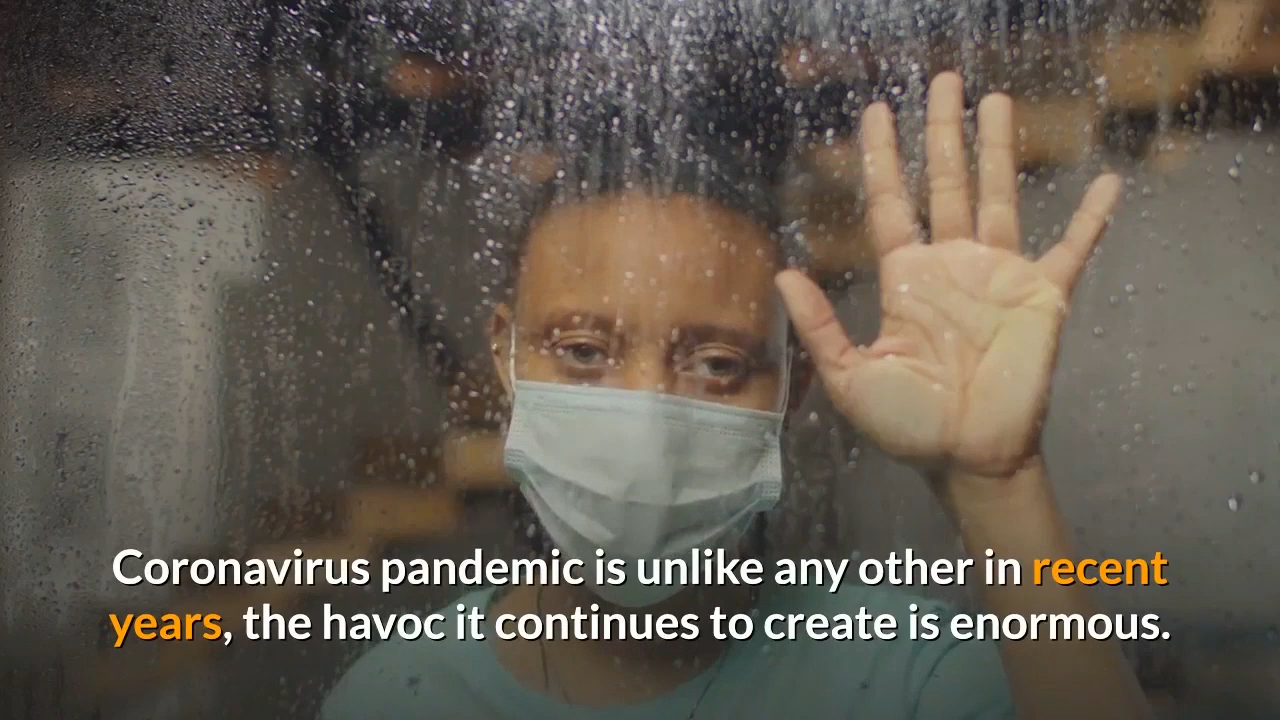 Coronavirus pandemic is unlike any other in recent
years, the havoc it continues to create is enormous.